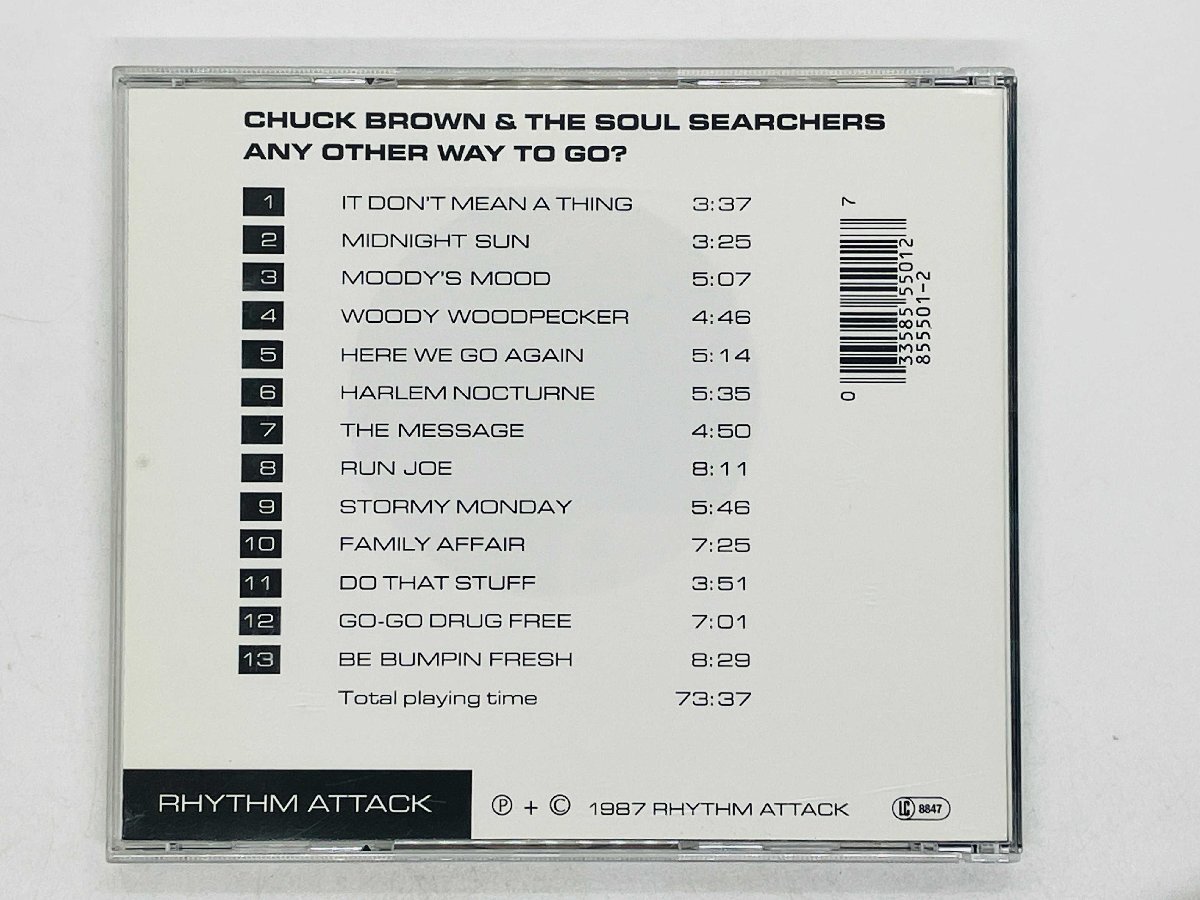 CHUCK BROWN & THE SOUL SEARCHERS
ANY OTHER WAY TO GO?
1 IT DON'T MEAN A THING 3:37
2 MIDNIGHT SUN 3:25
3 MOODY'S MOOD 5:07
4 WOODY WOODPECKER 4:46
5 HERE WE GO AGAIN 5:14
6 HARLEM NOCTURNE 5:35
7 THE MESSAGE 4:50
8 RUN JOE 8:11
9 STORMY MONDAY 5:46
10 FAMILY AFFAIR 7:25
11 DO THAT STUFF 3:51
12 GO-GO DRUG FREE 7:01
13 BE BUMPIN FRESH 8:29
Total playing time 73:37
0 33585 55012 7
855501-2
RHYTHM ATTACK
℗ + © 1987 RHYTHM ATTACK
LC 8847